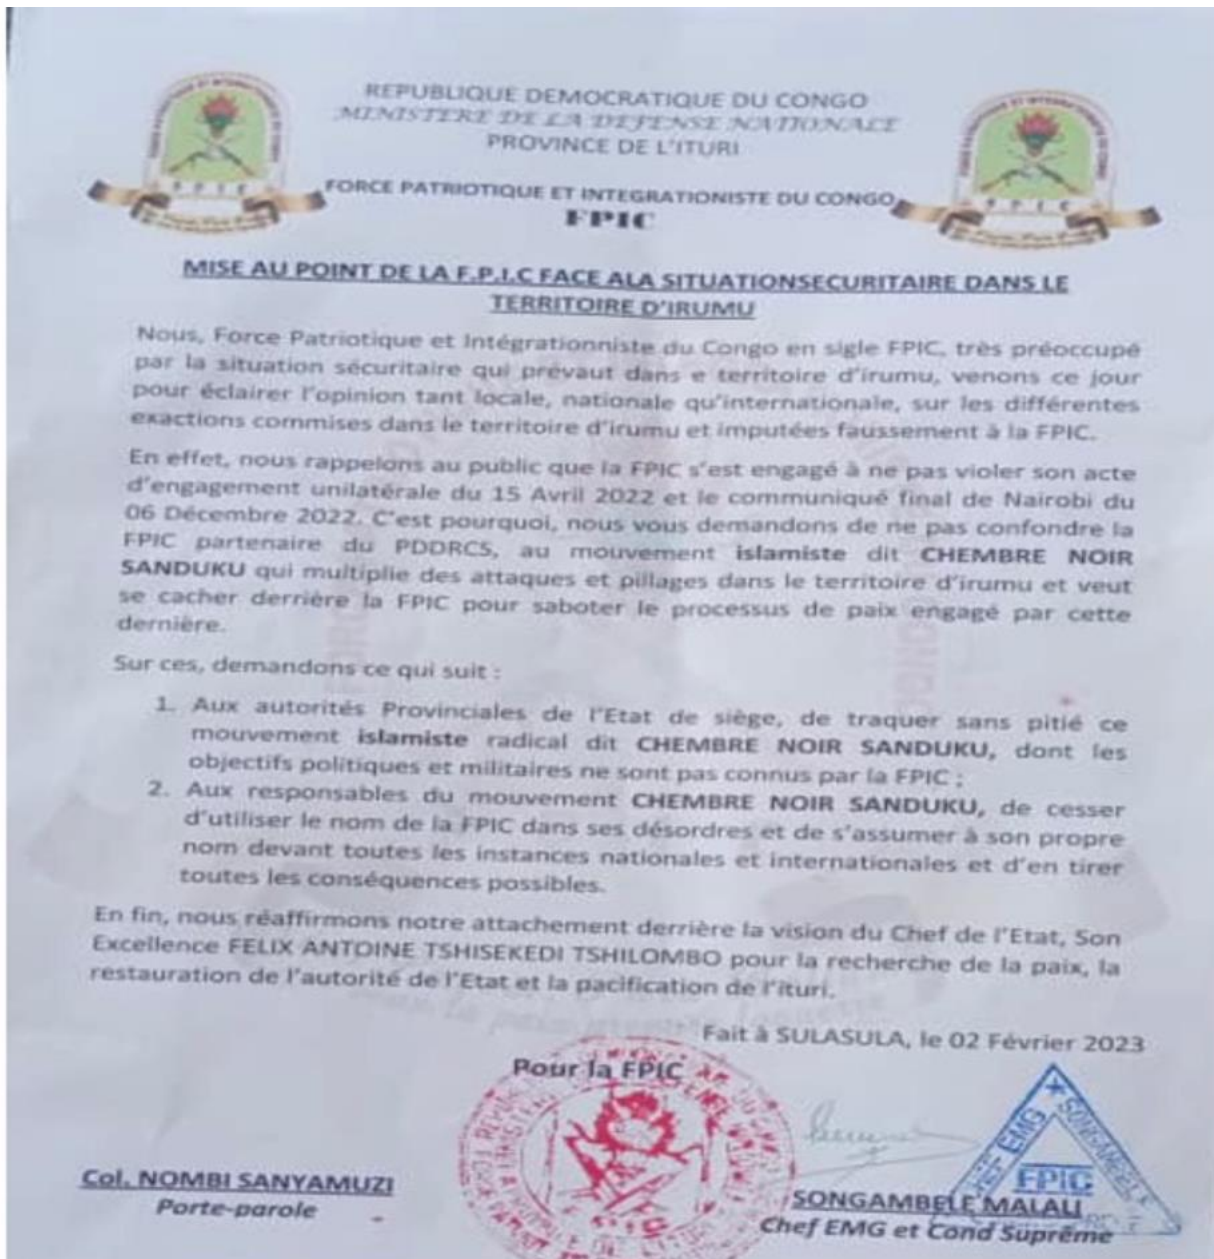 REPUBLIQUE DEMOCRATIQUE DU CONGO
MINISTERE DE LA DEFENSE NATIONALE
PROVINCE DE L'ITURI
FORCE PATRIOTIQUE ET INTEGRATIONISTE DU CONGO
FPIC
FPIC
FPIC
MISE AU POINT DE LA F.P.I.C FACE ALA SITUATIONSECURITAIRE DANS LE
TERRITOIRE D'IRUMU
Nous, Force Patriotique et Intégrationniste du Congo en sigle FPIC, très préoccupé
par la situation sécuritaire qui prévaut dans e territoire d'irumu, venons ce jour
pour éclairer l'opinion tant locale, nationale qu'internationale, sur les différentes
exactions commises dans le territoire d'irumu et imputées faussement à la FPIC.
En effet, nous rappelons au public que la FPIC s'est engagé à ne pas violer son acte
d'engagement unilatérale du 15 Avril 2022 et le communiqué final de Nairobi du
06 Décembre 2022. C'est pourquoi, nous vous demandons de ne pas confondre la
FPIC partenaire du PDDRCS, au mouvement islamiste dit CHEMBRE NOIR
SANDUKU qui multiplie des attaques et pillages dans le territoire d'irumu et veut
se cacher derrière la FPIC pour saboter le processus de paix engagé par cette
dernière.
Sur ces, demandons ce qui suit :
1. Aux autorités Provinciales de l'Etat de siège, de traquer sans pitié ce
mouvement islamiste radical dit CHEMBRE NOIR SANDUKU, dont les
objectifs politiques et militaires ne sont pas connus par la FPIC ;
2. Aux responsables du mouvement CHEMBRE NOIR SANDUKU, de cesser
d'utiliser le nom de la FPIC dans ses désordres et de s'assumer à son propre
nom devant toutes les instances nationales et internationales et d'en tirer
toutes les conséquences possibles.
En fin, nous réaffirmons notre attachement derrière la vision du Chef de l'Etat, Son
Excellence FELIX ANTOINE TSHISEKEDI TSHILOMBO pour la recherche de la paix, la
restauration de l'autorité de l'Etat et la pacification de l'ituri.
Fait à SULASULA, le 02 Février 2023
Pour la FPIC
EMG
FPIC
Col. NOMBI SANYAMUZI
Porte-parole
SONGAMBELE MALALI
Chef EMG et Cond Suprême